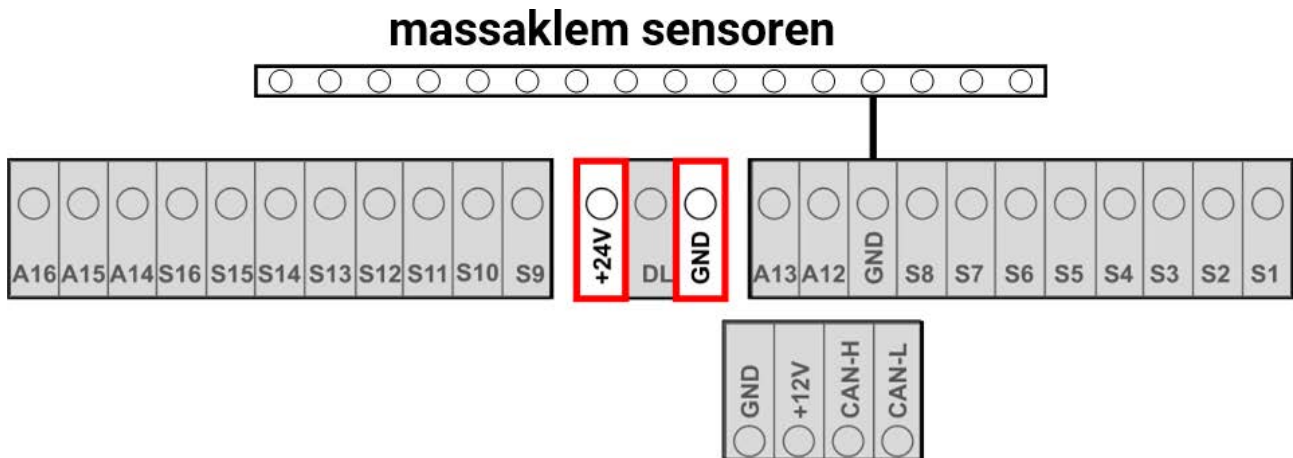 massaklem sensoren
A16 A15 A14 S16 S15 S14 S13 S12 S11 S10 S9 +24V DL GND A13 A12 GND S8 S7 S6 S5 S4 S3 S2 S1
GND +12V CAN-H CAN-L